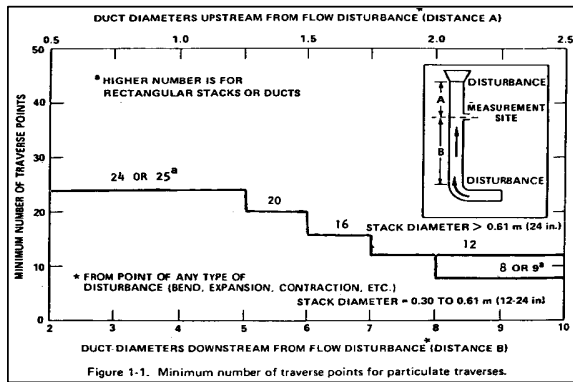 DUCT DIAMETERS UPSTREAM FROM FLOW DISTURBANCE* (DISTANCE A)
0.5 1.0 1.5 2.0 2.5
50
a HIGHER NUMBER IS FOR
RECTANGULAR STACKS OR DUCTS
DISTURBANCE
A
MEASUREMENT
SITE
B
DISTURBANCE
40
30
20
10
0
MINIMUM NUMBER OF TRAVERSE POINTS
24 OR 25a
20
16
STACK DIAMETER > 0.61 m (24 in.)
12
8 OR 9a
* FROM POINT OF ANY TYPE OF
DISTURBANCE (BEND, EXPANSION, CONTRACTION, ETC.)
STACK DIAMETER = 0.30 TO 0.61 m (12-24 in)
2 3 4 5 6 7 8 9 10
DUCT DIAMETERS DOWNSTREAM FROM FLOW DISTURBANCE* (DISTANCE B)
Figure 1-1. Minimum number of traverse points for particulate traverses.